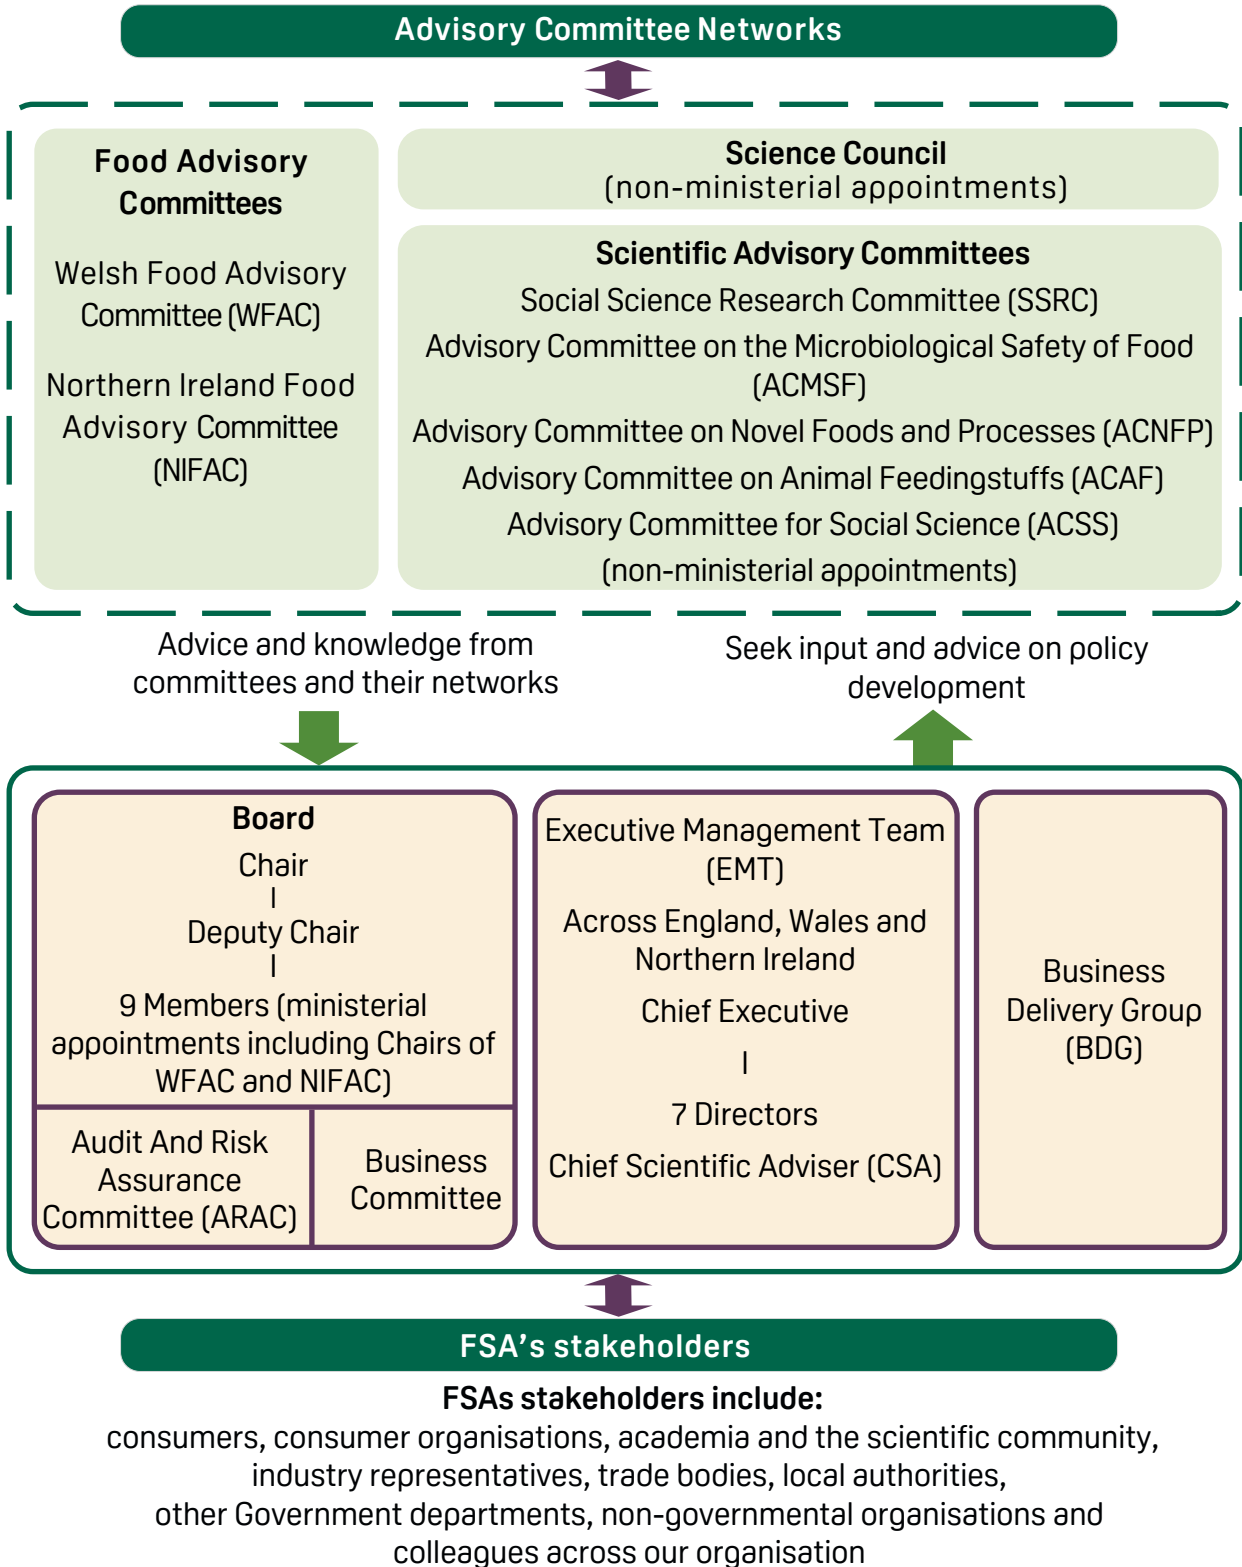 Advisory Committee Networks
Food Advisory
Committees
Welsh Food Advisory
Committee (WFAC)
Northern Ireland Food
Advisory Committee
(NIFAC)
Science Council
(non-ministerial appointments)
Scientific Advisory Committees
Social Science Research Committee (SSRC)
Advisory Committee on the Microbiological Safety of Food
(ACMSF)
Advisory Committee on Novel Foods and Processes (ACNFP)
Advisory Committee on Animal Feedingstuffs (ACAF)
Advisory Committee for Social Science (ACSS)
(non-ministerial appointments)
Advice and knowledge from
committees and their networks
Seek input and advice on policy
development
Board
Chair
Deputy Chair
9 Members (ministerial
appointments including Chairs of
WFAC and NIFAC)
Audit And Risk
Assurance
Committee (ARAC)
Business
Committee
Executive Management Team
(EMT)
Across England, Wales and
Northern Ireland
Chief Executive
7 Directors
Chief Scientific Adviser (CSA)
Business
Delivery Group
(BDG)
FSA's stakeholders
FSAs stakeholders include:
consumers, consumer organisations, academia and the scientific community,
industry representatives, trade bodies, local authorities,
other Government departments, non-governmental organisations and
colleagues across our organisation